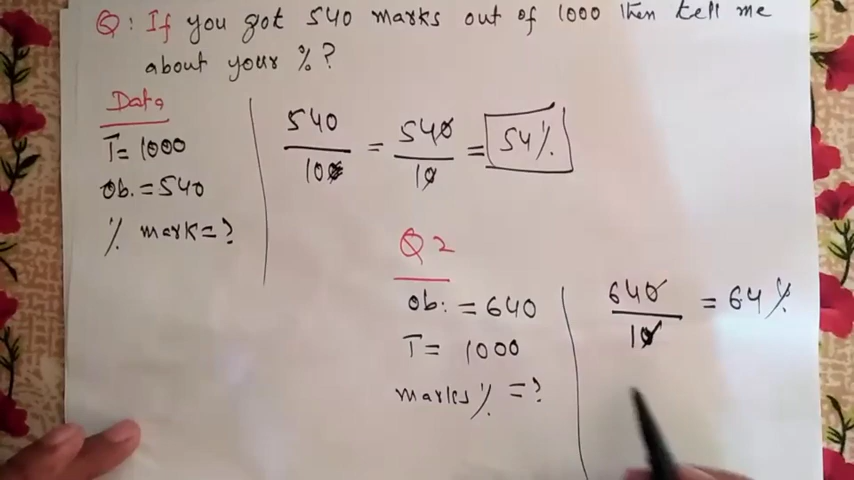 Q: If you got 540 marks out of 1000 then tell me
about your %?
Data
T= 1000
Ob. = 540
% mark = ?
540/100 = 540/10 = 54%
Q2
Ob: = 640
T= 1000
marks % = ?
640/10 = 64%